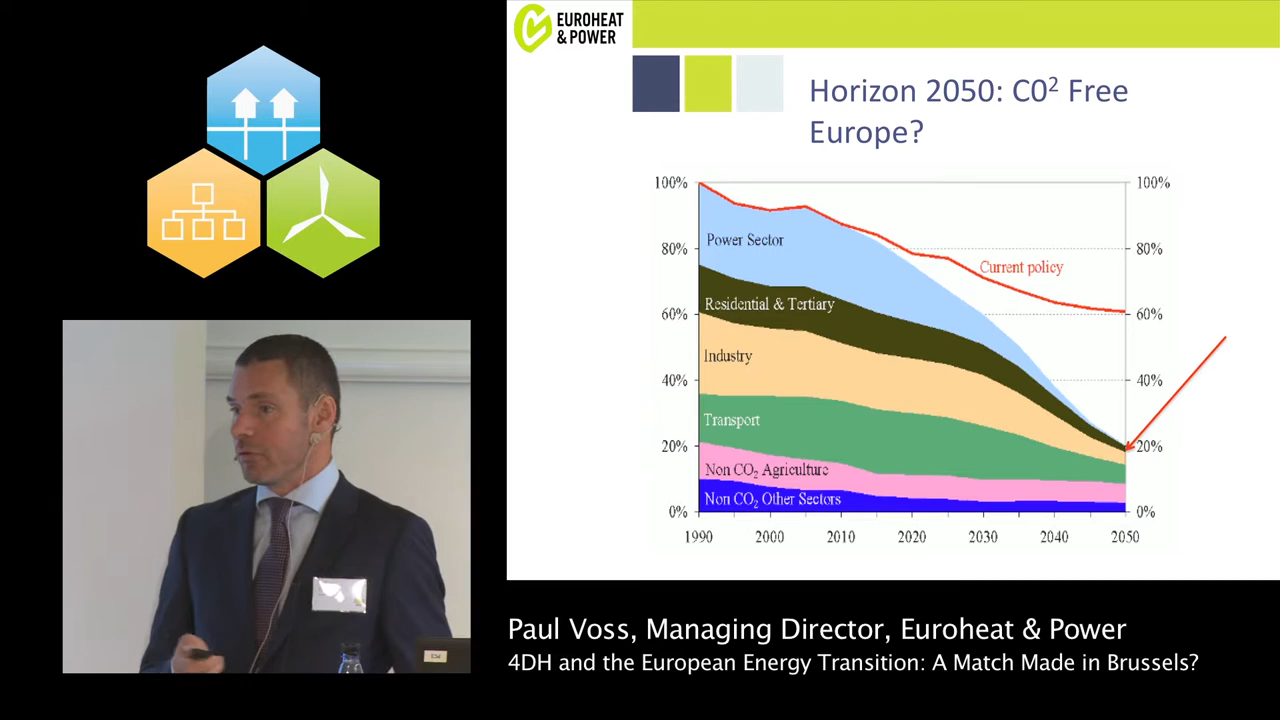 EUROHEAT
& POWER
Horizon 2050: C0² Free
Europe?
100%
80%
60%
40%
20%
0%
100%
80%
60%
40%
20%
0%
Power Sector
Current policy
Residential & Tertiary
Industry
Transport
Non CO₂ Agriculture
Non CO₂ Other Sectors
1990 2000 2010 2020 2030 2040 2050
Paul Voss, Managing Director, Euroheat & Power
4DH and the European Energy Transition: A Match Made in Brussels?